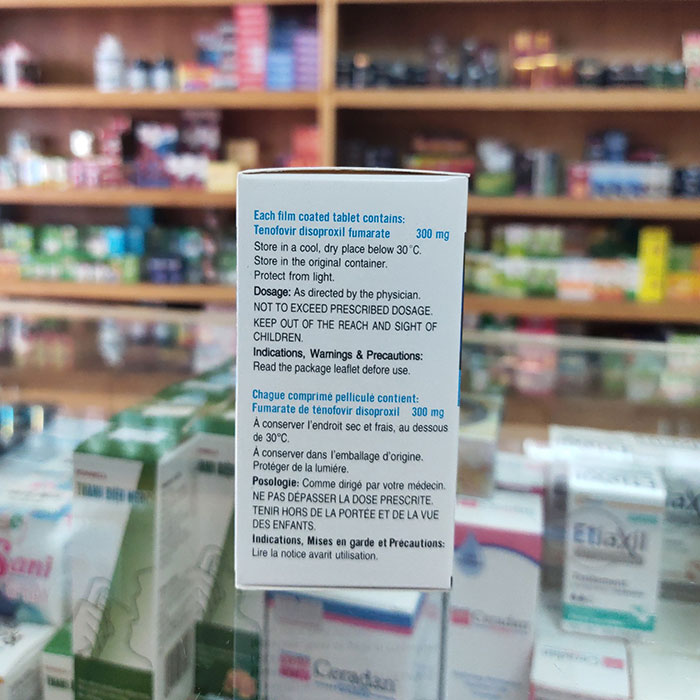 Each film coated tablet contains:
Tenofovir disoproxil fumarate 300 mg
Store in a cool, dry place below 30°C.
Store in the original container.
Protect from light.
Dosage: As directed by the physician.
NOT TO EXCEED PRESCRIBED DOSAGE.
KEEP OUT OF THE REACH AND SIGHT OF
CHILDREN.
Indications, Warnings & Precautions:
Read the package leaflet defore use.
Chague comprimé pelliculé contient:
Fumarate de ténofovir disoproxil 300 mg
À conserver l'endroit sec et frais, au dessous
de 30°C.
À conserver dans l'emballage d'origine.
Protéger de la lumiére.
Posologie: Comme dirigé par votre médecin.
NE PAS DÉPASSER LA DOSE PRESCRITE.
TENIR HORS DE LA PORTÉE ET DE LA VUE
DES ENFANTS.
Indications, Mises en garde et Précautions:
Lire la notice avant utilisation.
Etiaxil
Ceradan
Ceradan
Sani